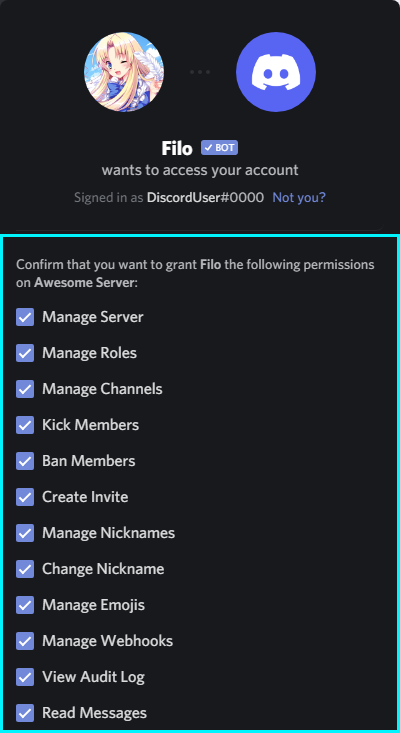 Filo BOT
wants to access your account
Signed in as DiscordUser#0000 Not you?
Confirm that you want to grant Filo the following permissions
on Awesome Server:
Manage Server
Manage Roles
Manage Channels
Kick Members
Ban Members
Create Invite
Manage Nicknames
Change Nickname
Manage Emojis
Manage Webhooks
View Audit Log
Read Messages